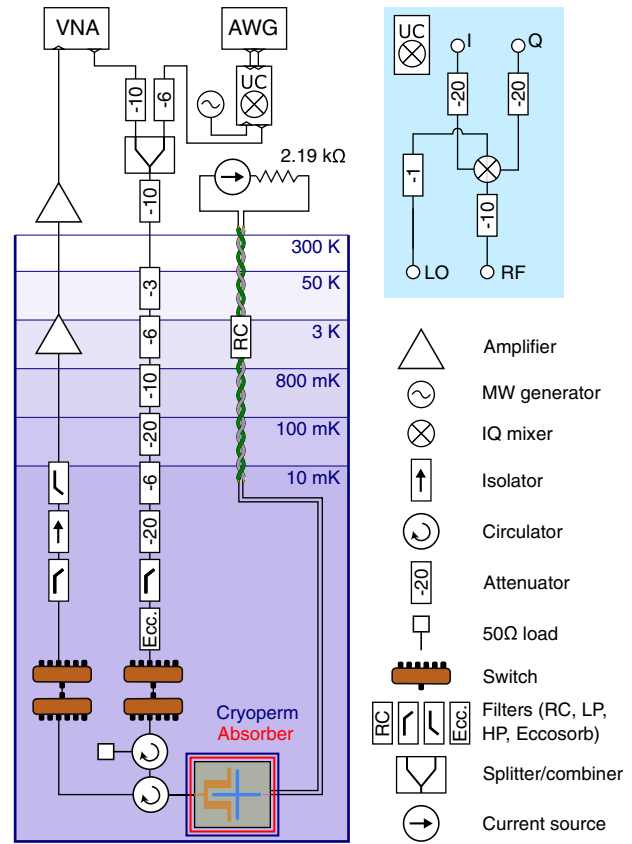 VNA
AWG
UC
-10
-6
2.19 kΩ
-10
300 K
50 K
-3
3 K
-6
RC
800 mK
-10
100 mK
-20
10 mK
-6
-20
Ecc.
Cryoperm
Absorber
UC
I
Q
-20
-20
-1
-10
LO
RF
Amplifier
MW generator
IQ mixer
Isolator
Circulator
-20
Attenuator
50Ω load
Switch
RC
Ecc.
Filters (RC, LP,
HP, Eccosorb)
Splitter/combiner
Current source